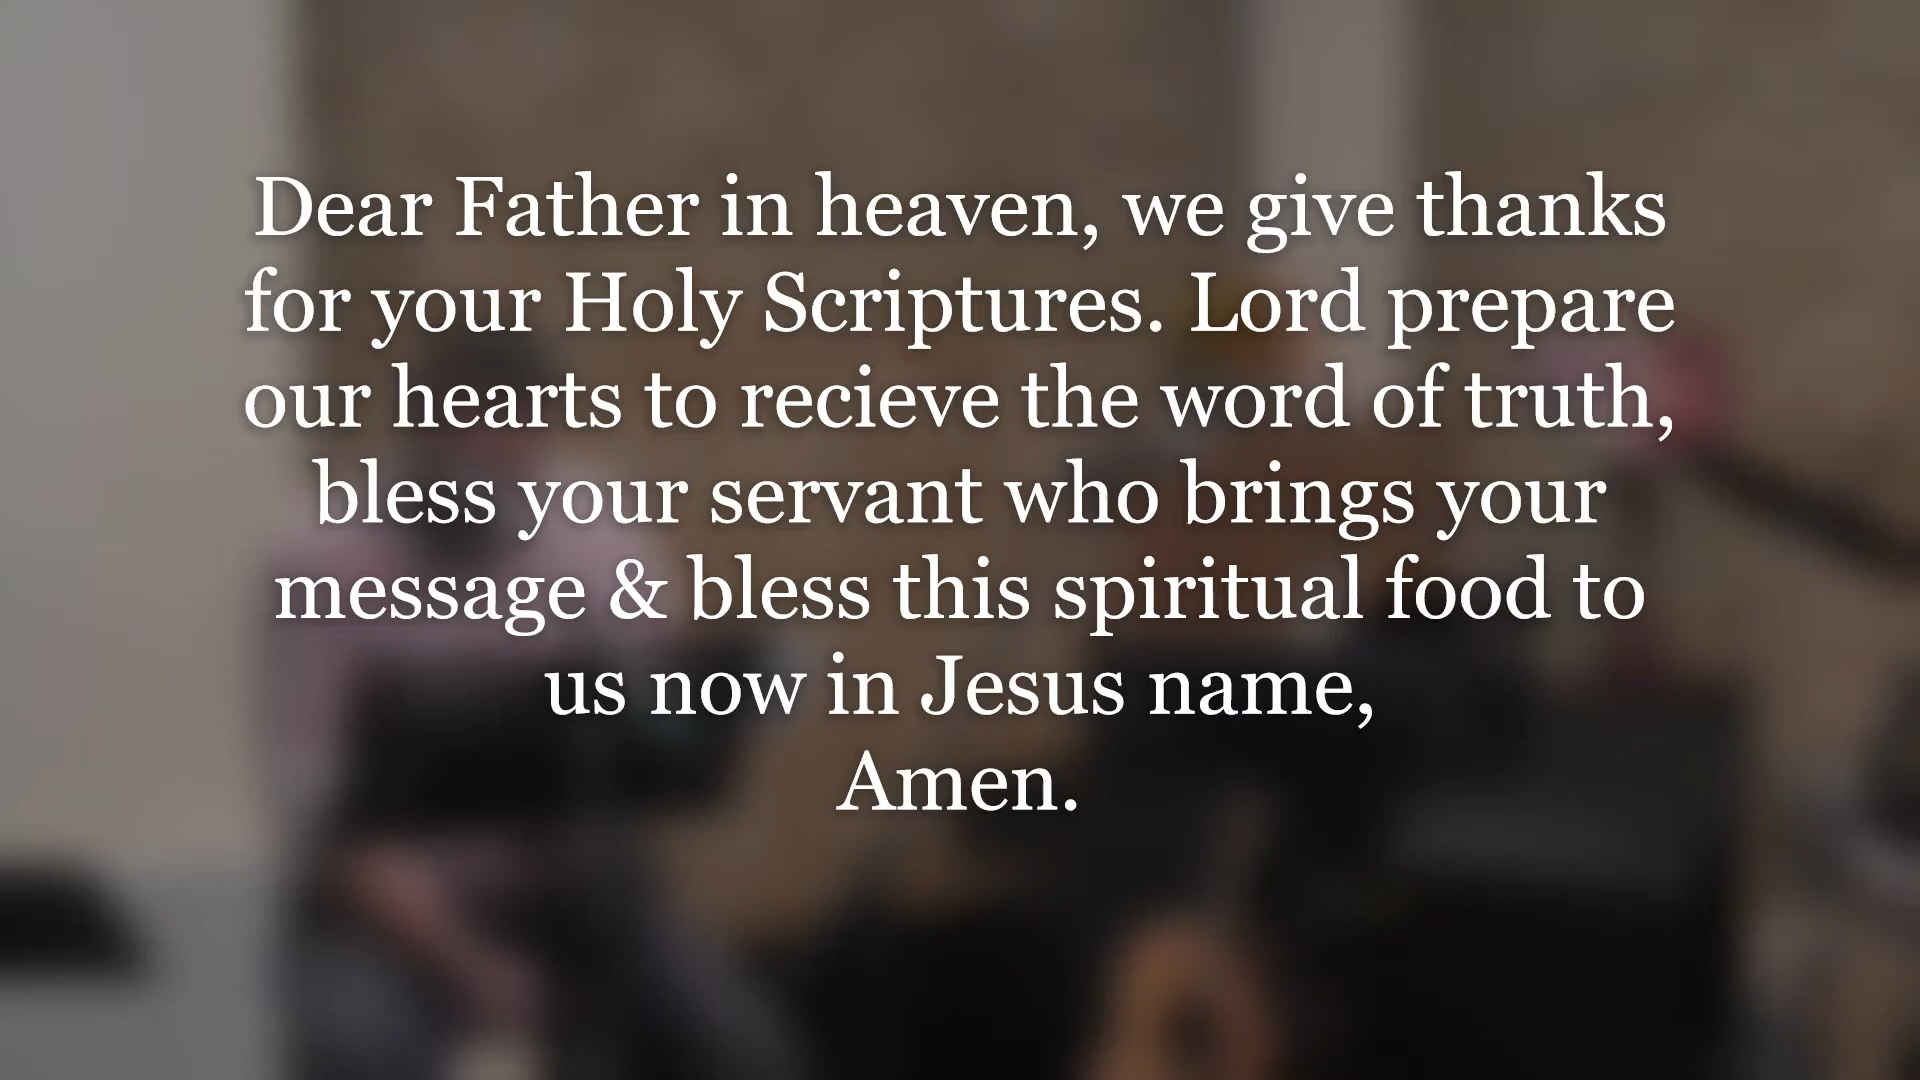 Dear Father in heaven, we give thanks
for your Holy Scriptures. Lord prepare
our hearts to recieve the word of truth,
bless your servant who brings your
message & bless this spiritual food to
us now in Jesus name,
Amen.